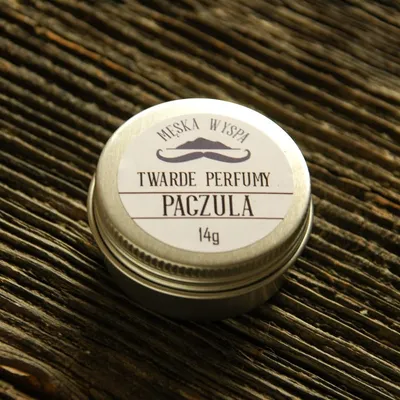 MĘSKA WYSPA
TWARDE PERFUMY
PACZULA
14g